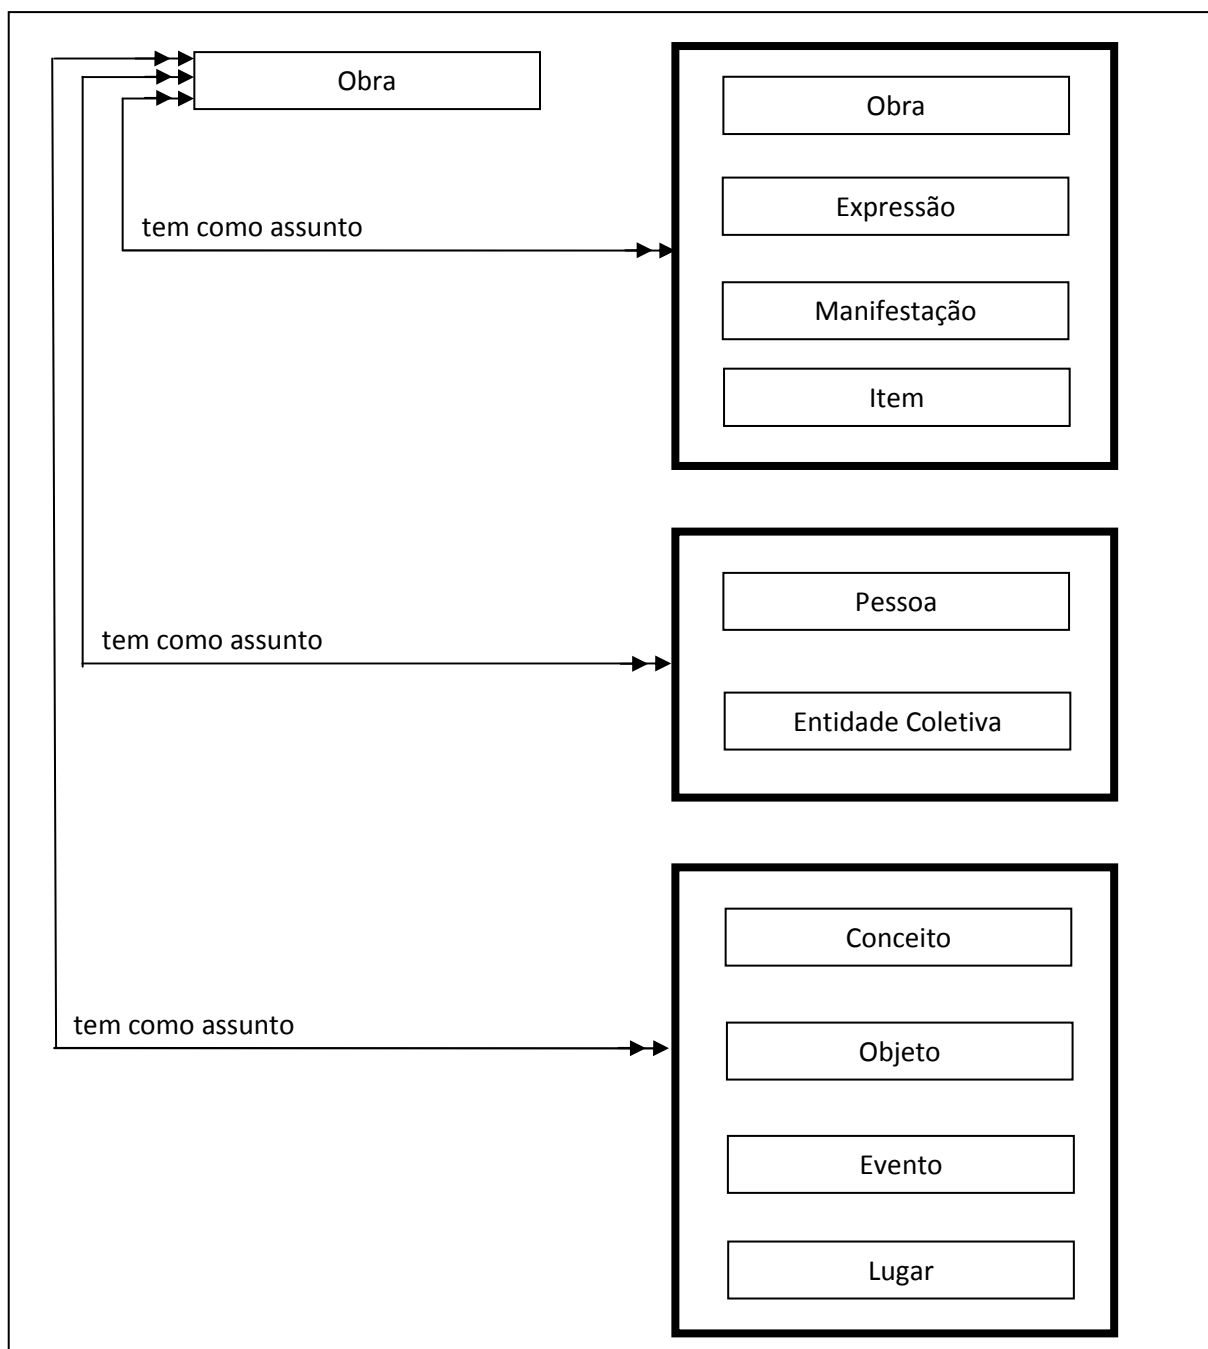 Obra
Obra
Expressão
tem como assunto
Manifestação
Item
Pessoa
tem como assunto
Entidade Coletiva
Conceito
tem como assunto
Objeto
Evento
Lugar